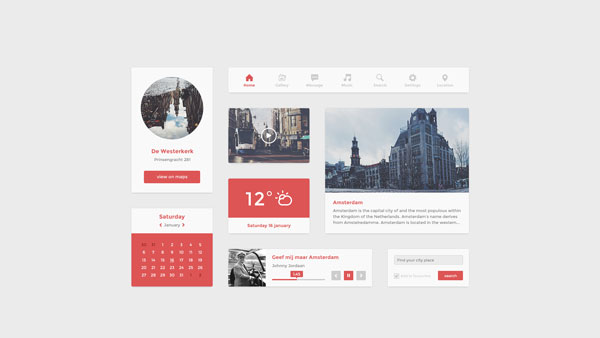 Home
Gallery
Message
Music
Search
Settings
Location
De Westerkerk
Prinsengracht 281
view on maps
12°
Saturday 18 january
Amsterdam
Amsterdam is the capital city of and the most populous within
the Kingdom of the Netherlands. Amsterdam's name derives
from Amstelredamme. Amsterdam is located in the western...
Saturday
January
30 31 1 2 3 4 5
6 7 8 9 10 11 12
13 14 15 16 17 18 19
20 21 22 23 24 25 26
27 28 29 30 31 1 2
Geef mij maar Amsterdam
Johnny Jordaan
Find your city place
Add to favourites
search